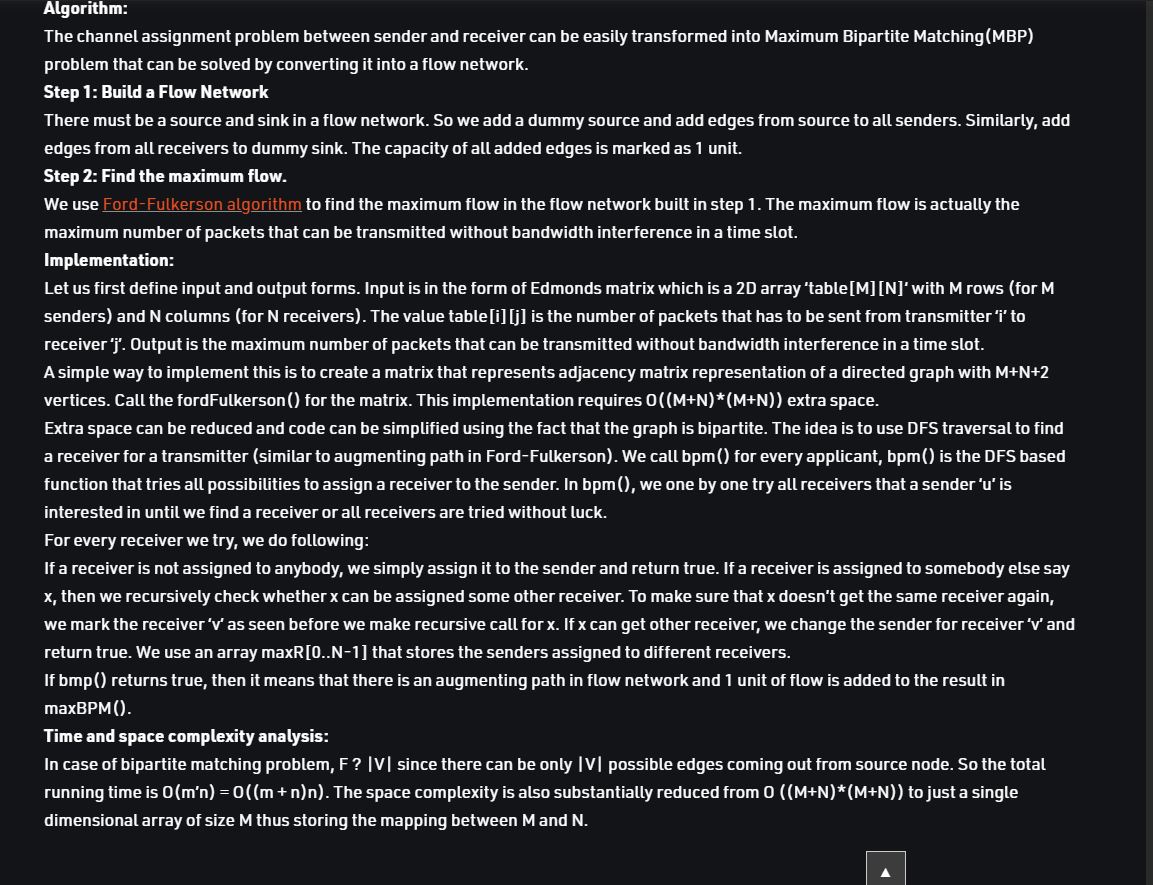 Algorithm:
The channel assignment problem between sender and receiver can be easily transformed into Maximum Bipartite Matching(MBP)
problem that can be solved by converting it into a flow network.
Step 1: Build a Flow Network
There must be a source and sink in a flow network. So we add a dummy source and add edges from source to all senders. Similarly, add
edges from all receivers to dummy sink. The capacity of all added edges is marked as 1 unit.
Step 2: Find the maximum flow.
We use Ford-Fulkerson algorithm to find the maximum flow in the flow network built in step 1. The maximum flow is actually the
maximum number of packets that can be transmitted without bandwidth interference in a time slot.
Implementation:
Let us first define input and output forms. Input is in the form of Edmonds matrix which is a 2D array ‘table[M][N]‘ with M rows (for M
senders) and N columns (for N receivers). The value table[i][j] is the number of packets that has to be sent from transmitter ‘i’ to
receiver ‘j’. Output is the maximum number of packets that can be transmitted without bandwidth interference in a time slot.
A simple way to implement this is to create a matrix that represents adjacency matrix representation of a directed graph with M+N+2
vertices. Call the fordFulkerson() for the matrix. This implementation requires O((M+N)*(M+N)) extra space.
Extra space can be reduced and code can be simplified using the fact that the graph is bipartite. The idea is to use DFS traversal to find
a receiver for a transmitter (similar to augmenting path in Ford-Fulkerson). We call bpm() for every applicant, bpm() is the DFS based
function that tries all possibilities to assign a receiver to the sender. In bpm(), we one by one try all receivers that a sender ‘u’ is
interested in until we find a receiver or all receivers are tried without luck.
For every receiver we try, we do following:
If a receiver is not assigned to anybody, we simply assign it to the sender and return true. If a receiver is assigned to somebody else say
x, then we recursively check whether x can be assigned some other receiver. To make sure that x doesn’t get the same receiver again,
we mark the receiver ‘v’ as seen before we make recursive call for x. If x can get other receiver, we change the sender for receiver ‘v’ and
return true. We use an array maxR[0..N-1] that stores the senders assigned to different receivers.
If bmp() returns true, then it means that there is an augmenting path in flow network and 1 unit of flow is added to the result in
maxBPM().
Time and space complexity analysis:
In case of bipartite matching problem, F ? |V| since there can be only |V| possible edges coming out from source node. So the total
running time is O(m’n) = O((m + n)n). The space complexity is also substantially reduced from O ((M+N)*(M+N)) to just a single
dimensional array of size M thus storing the mapping between M and N.
▲